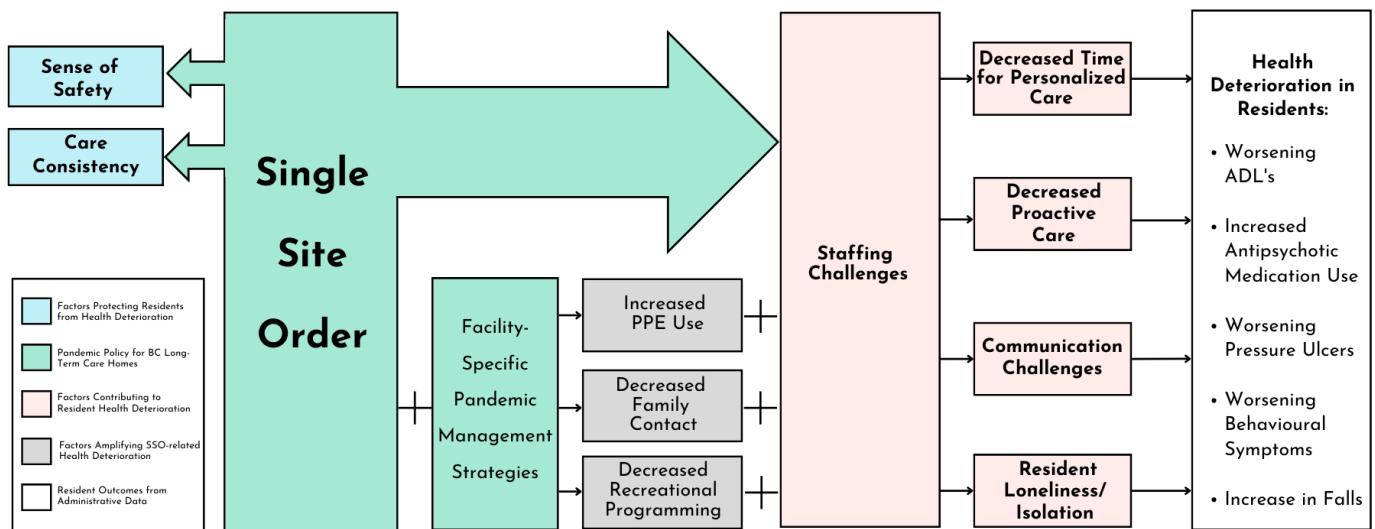 Sense of
Safety
Care
Consistency
Factors Protecting Residents
from Health Deterioration
Pandemic Policy for BC Long-
Term Care Homes
Factors Contributing to
Resident Health Deterioration
Factors Amplifying SSO-related
Health Deterioration
Resident Outcomes from
Administrative Data
Single
Site
Order
Facility-
Specific
Pandemic
Management
Strategies
Increased
PPE Use
Decreased
Family
Contact
Decreased
Recreational
Programming
Staffing
Challenges
Decreased Time
for Personalized
Care
Decreased
Proactive
Care
Communication
Challenges
Resident
Loneliness/
Isolation
Health
Deterioration in
Residents:
• Worsening
ADL's
• Increased
Antipsychotic
Medication Use
• Worsening
Pressure Ulcers
• Worsening
Behavioural
Symptoms
• Increase in Falls